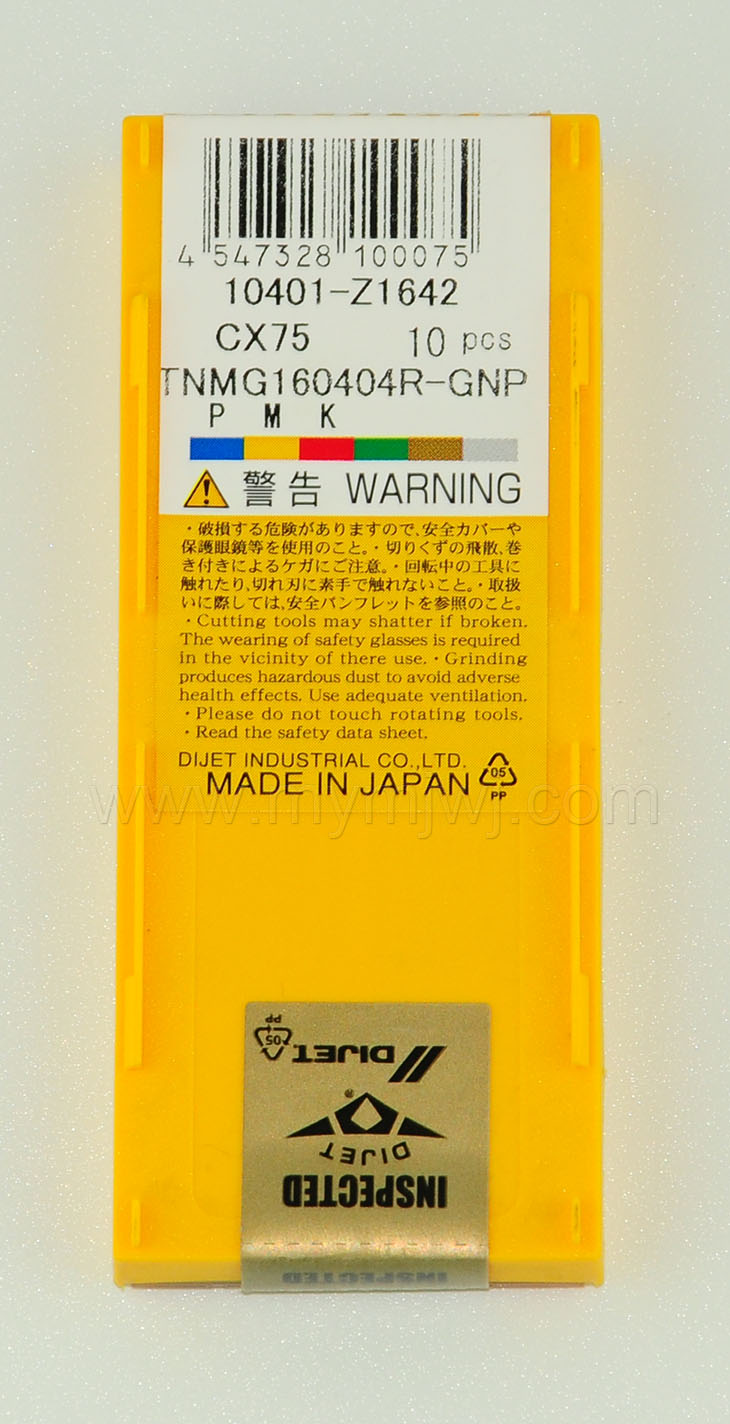 4 547328 100075
10401-Z1642
CX75 10 pcs
TNMG160404R-GNP
P M K
警告 WARNING
・破損する危険がありますので、安全カバーや
保護眼鏡等を使用のこと。・切りくずの飛散、巻
き付きによるケガにご注意。・回転中の工具に
触れたり、切れ刃に素手で触れないこと。・取扱
いに際しては、安全パンフレットを参照のこと。
・Cutting tools may shatter if broken.
The wearing of safety glasses is required
in the vicinity of there use.・Grinding
produces hazardous dust to avoid adverse
health effects. Use adequate ventilation.
・Please do not touch rotating tools.
・Read the safety data sheet.
DIJET INDUSTRIAL CO.,LTD.
MADE IN JAPAN
05
PP
www.mymjwj.com
05
PP
DIJET
®
DIJET
INSPECTED
INSPECTED